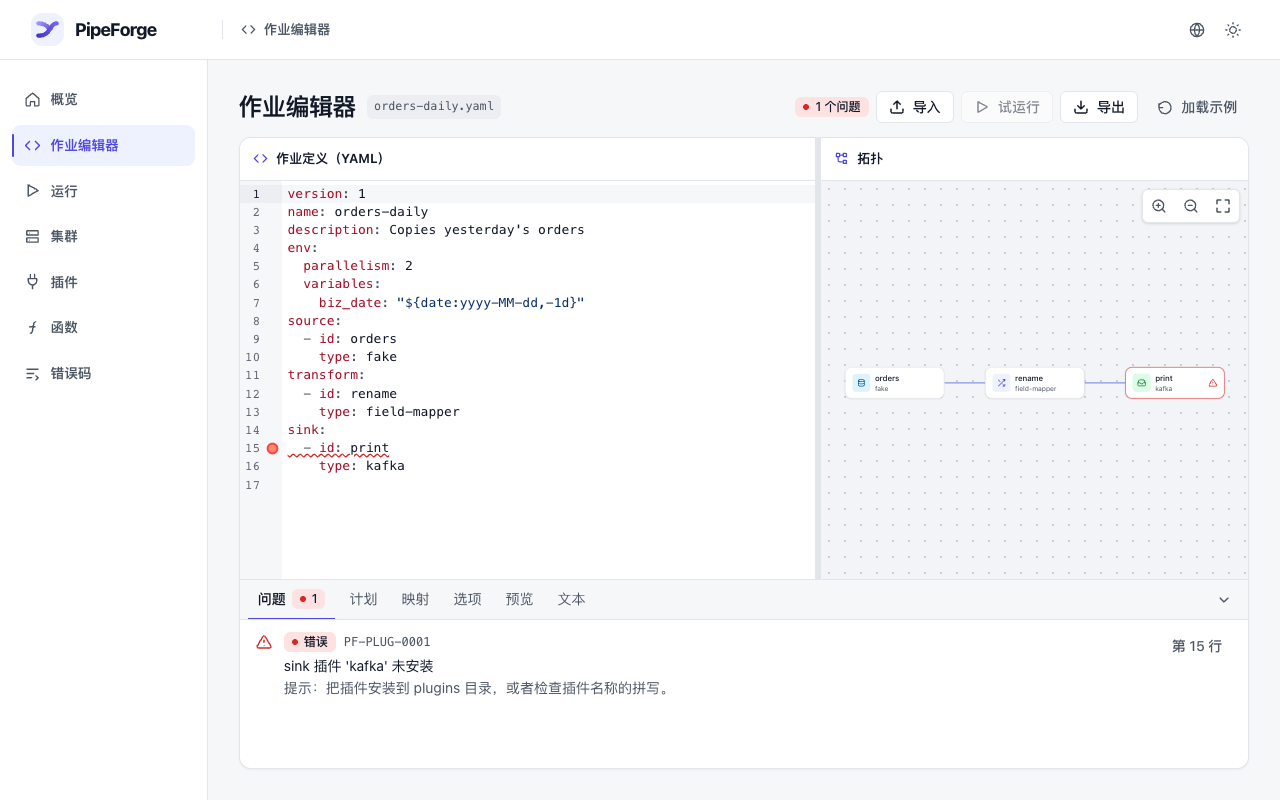 PipeForge
作业编辑器
概览
作业编辑器
运行
集群
插件
函数
错误码
作业编辑器 orders-daily.yaml
1 个问题 导入 试运行 导出 加载示例
作业定义（YAML）
1 version: 1
2 name: orders-daily
3 description: Copies yesterday's orders
4 env:
5   parallelism: 2
6   variables:
7     biz_date: "${date:yyyy-MM-dd,-1d}"
8 source:
9   - id: orders
10     type: fake
11 transform:
12   - id: rename
13     type: field-mapper
14 sink:
15   - id: print
16     type: kafka
17
拓扑
orders
fake
rename
field-mapper
print
kafka
问题 1 计划 映射 选项 预览 文本
错误 PF-PLUG-0001 第 15 行
sink 插件 'kafka' 未安装
提示：把插件安装到 plugins 目录，或者检查插件名称的拼写。